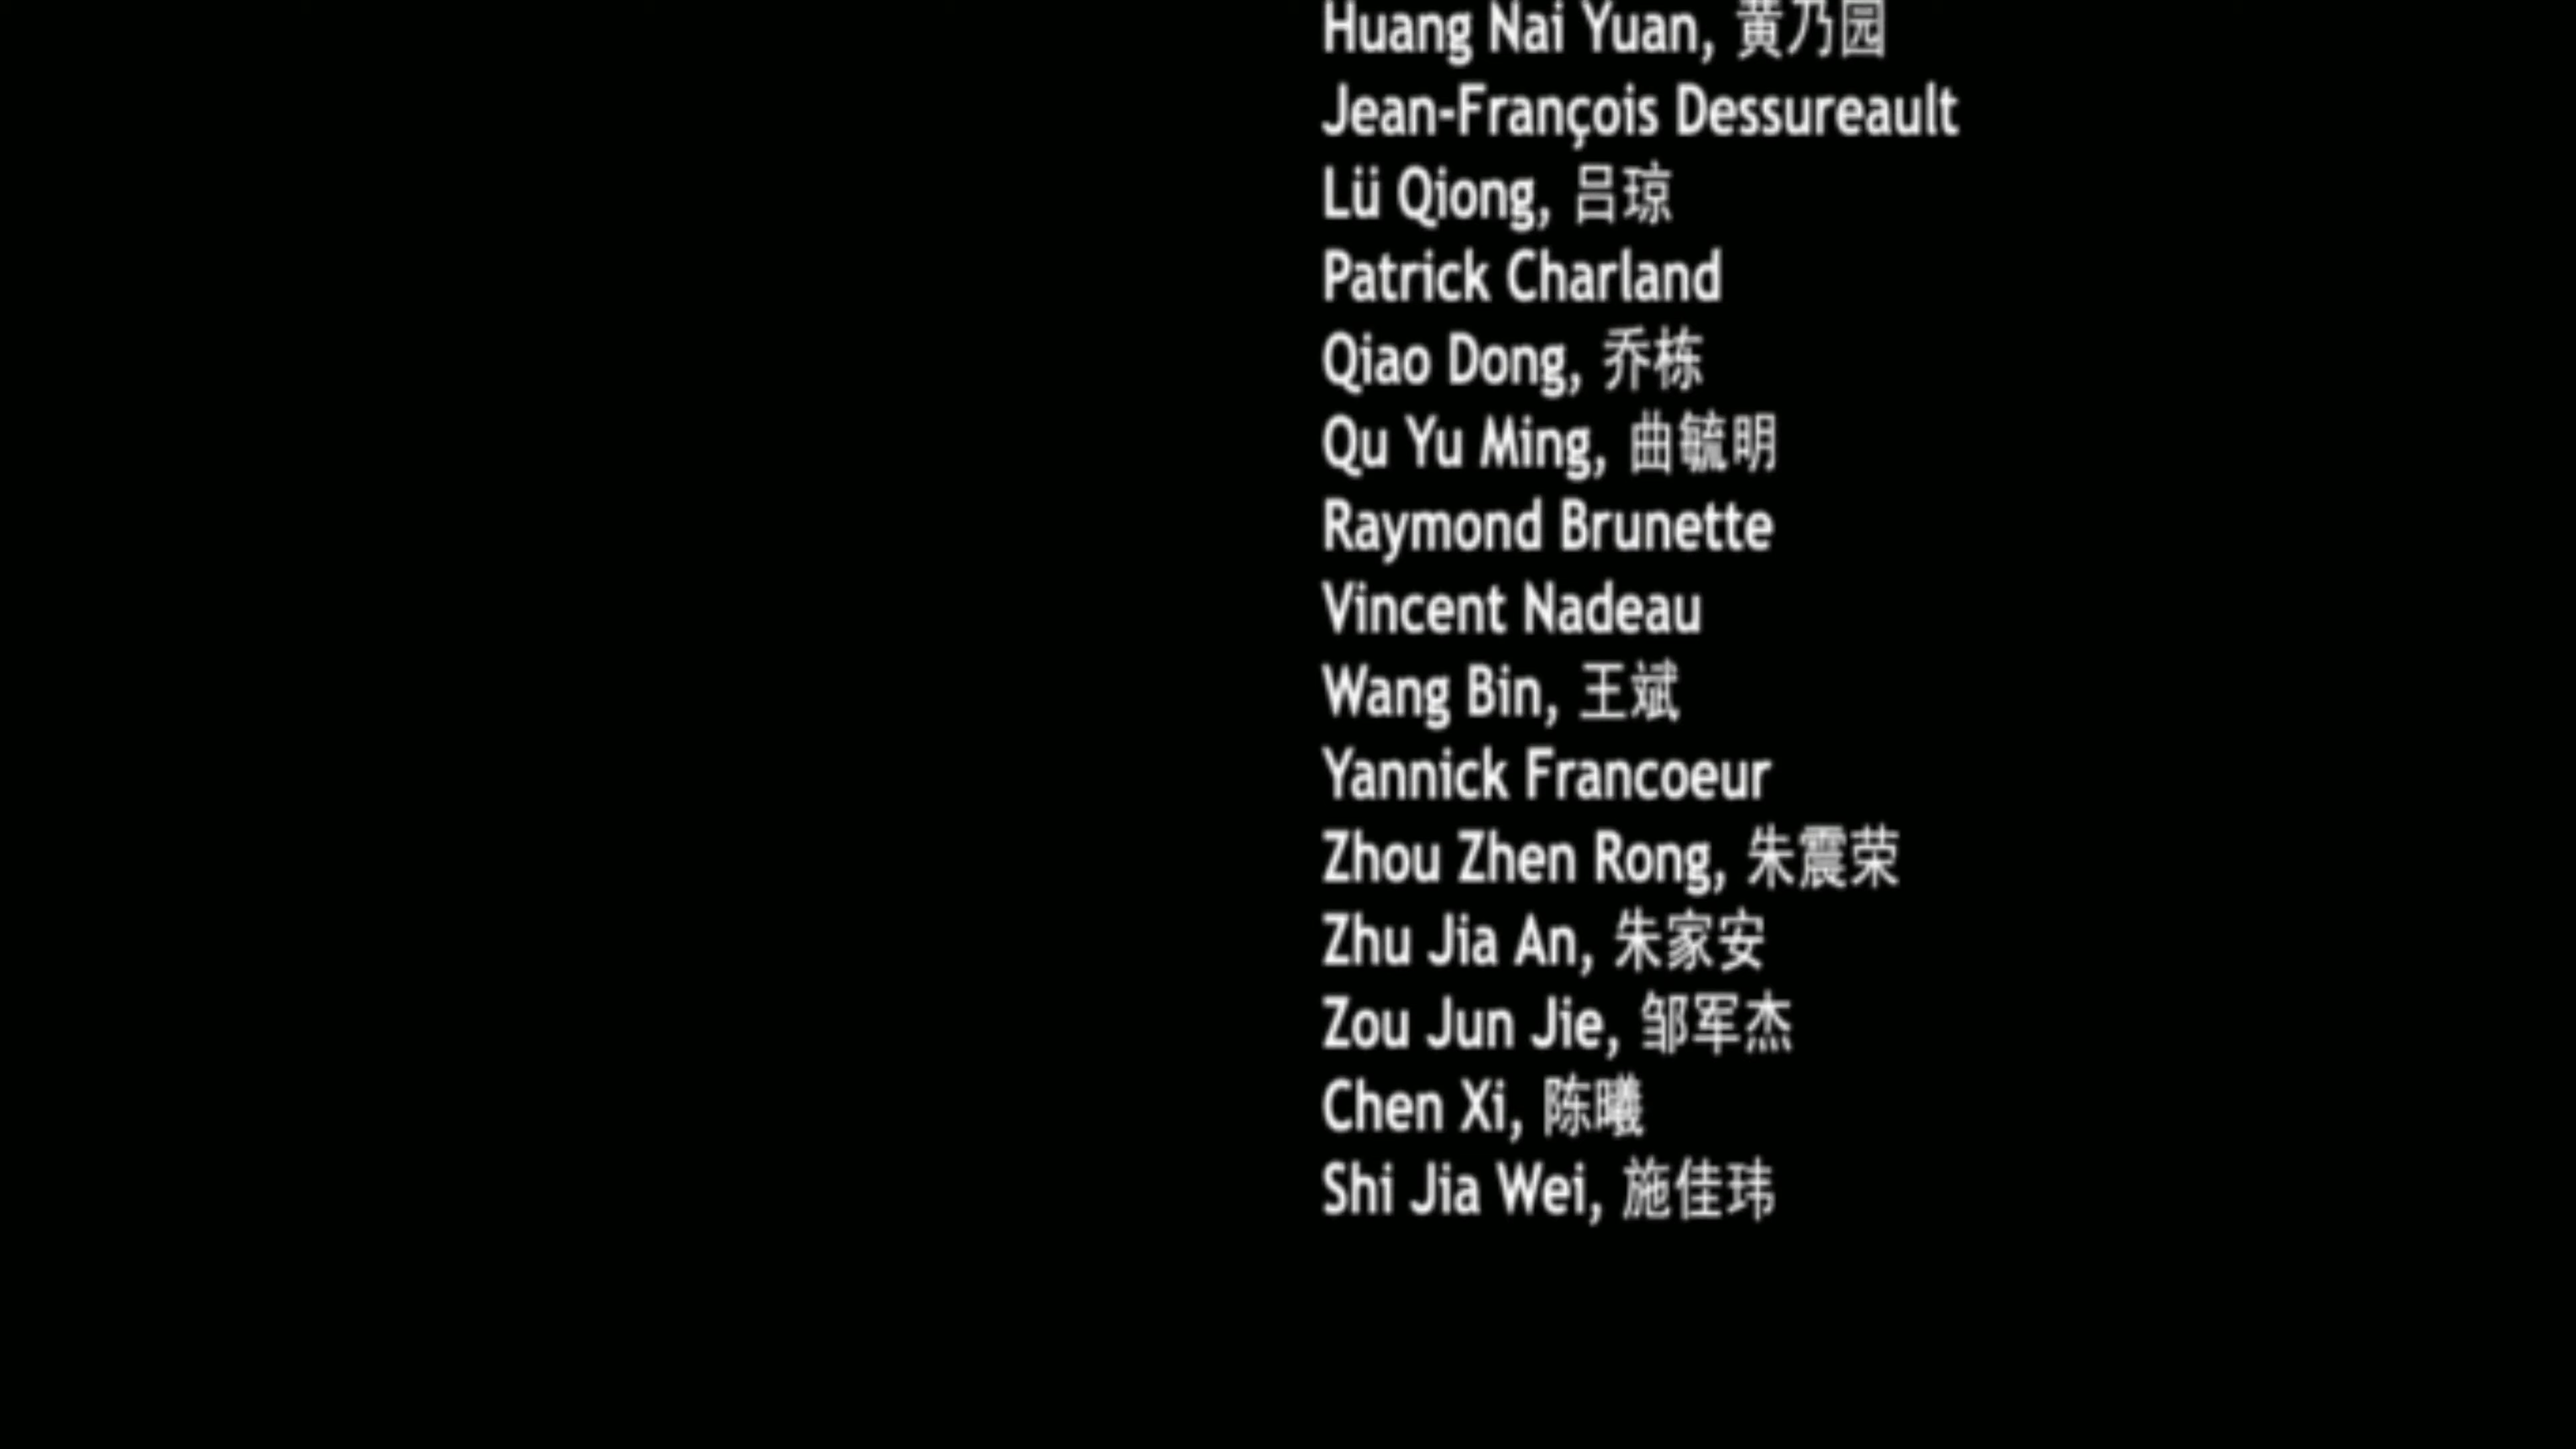 Huang Nai Yuan, 黄乃园
Jean-François Dessureault
Lü Qiong, 吕琼
Patrick Charland
Qiao Dong, 乔栋
Qu Yu Ming, 曲毓明
Raymond Brunette
Vincent Nadeau
Wang Bin, 王斌
Yannick Francoeur
Zhou Zhen Rong, 朱震荣
Zhu Jia An, 朱家安
Zou Jun Jie, 邹军杰
Chen Xi, 陈曦
Shi Jia Wei, 施佳玮